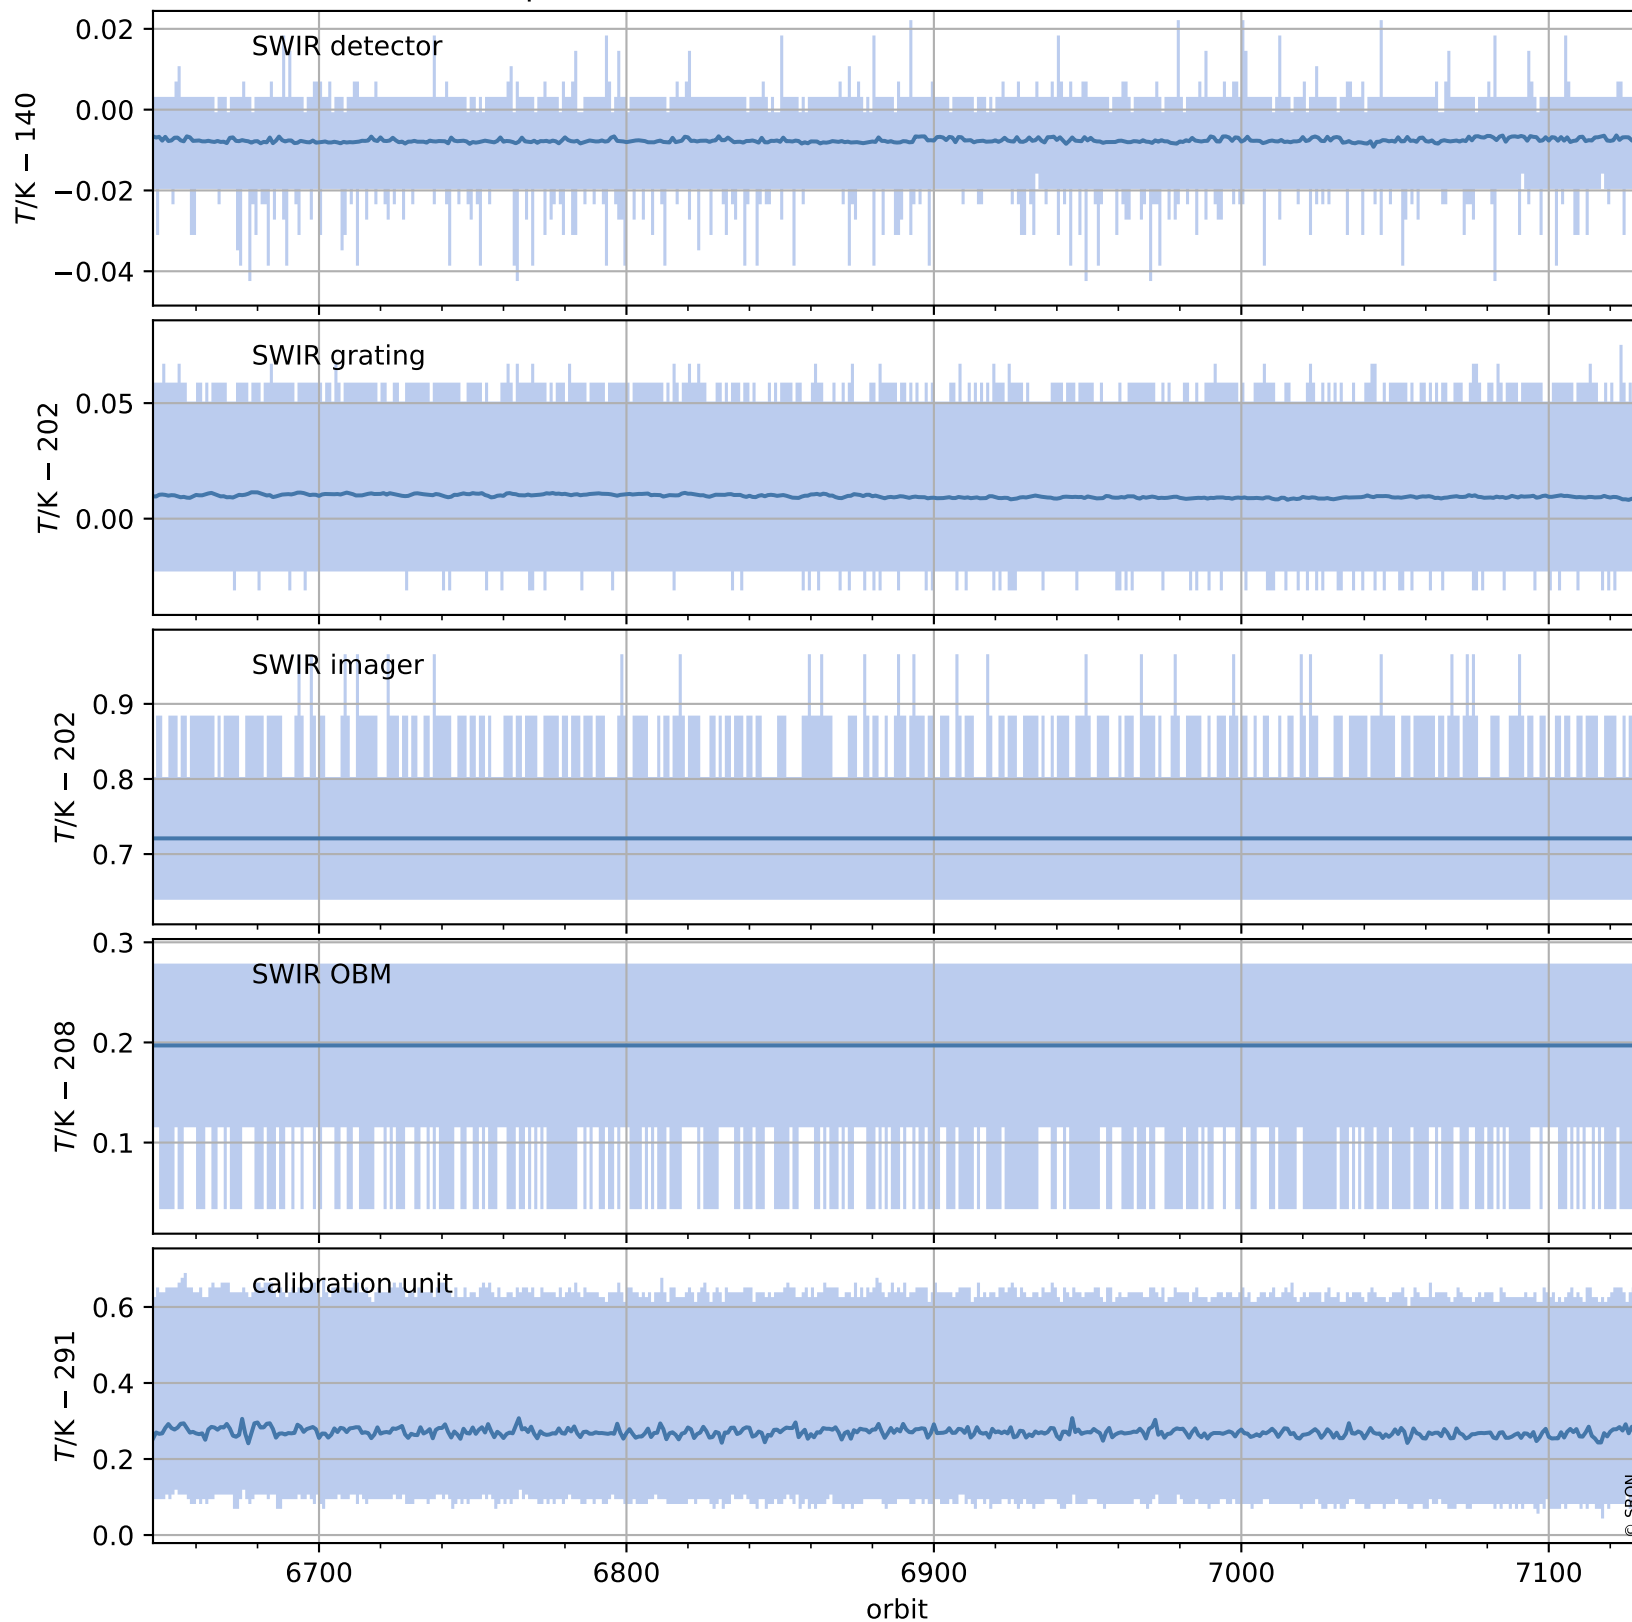 0.02
0.00
−0.02
−0.04
T/K − 140
SWIR detector
0.05
0.00
T/K − 202
SWIR grating
0.9
0.8
0.7
T/K − 202
SWIR imager
0.3
0.2
0.1
T/K − 208
SWIR OBM
0.6
0.4
0.2
0.0
T/K − 291
calibration unit
© SRON
6700 6800 6900 7000 7100
orbit